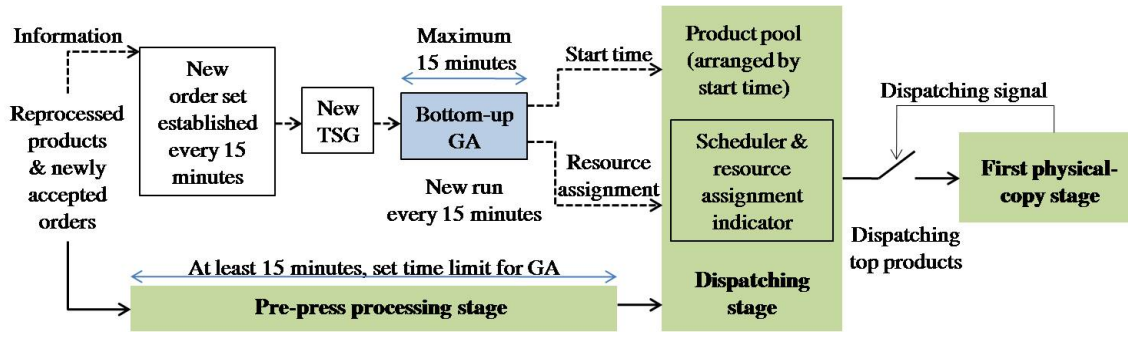 Information
Reprocessed
products
& newly
accepted
orders
New
order set
established
every 15
minutes
New
TSG
Maximum
15 minutes
Bottom-up
GA
New run
every 15 minutes
Start time
Resource
assignment
At least 15 minutes, set time limit for GA
Pre-press processing stage
Product pool
(arranged by
start time)
Scheduler &
resource
assignment
indicator
Dispatching
stage
Dispatching signal
Dispatching
top products
First physical-
copy stage